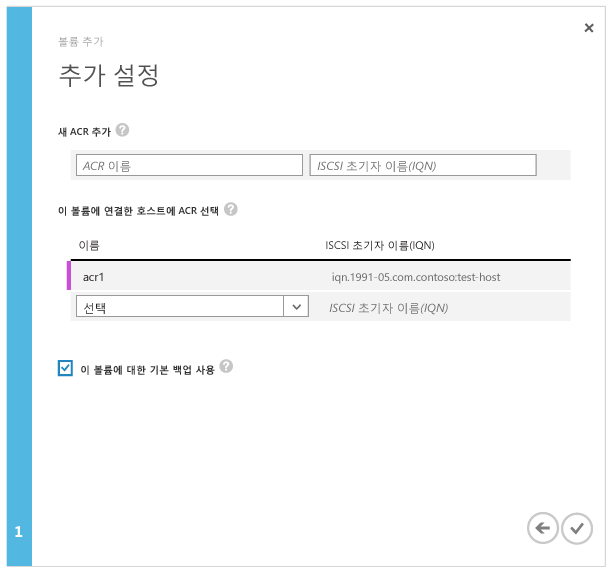 볼륨 추가
추가 설정
새 ACR 추가 ?
ACR 이름 ISCSI 초기자 이름(IQN)
이 볼륨에 연결한 호스트에 ACR 선택 ?
이름 ISCSI 초기자 이름(IQN)
acr1 iqn.1991-05.com.contoso:test-host
선택 ISCSI 초기자 이름(IQN)
이 볼륨에 대한 기본 백업 사용 ?
1